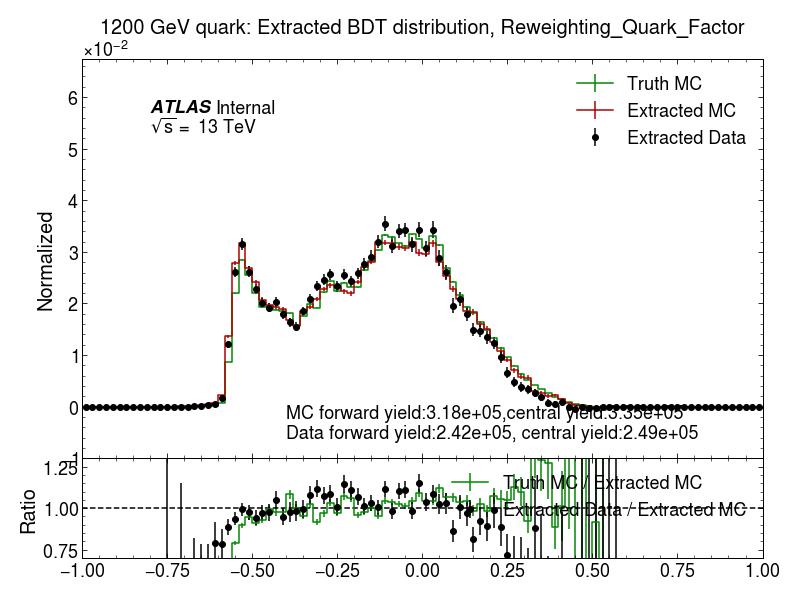 1200 GeV quark: Extracted BDT distribution, Reweighting_Quark_Factor
×10⁻²
ATLAS Internal
√s = 13 TeV
Truth MC
Extracted MC
Extracted Data
Normalized
6
5
4
3
2
1
0
1
MC forward yield:3.18e+05,central yield:3.35e+05
Data forward yield:2.42e+05, central yield:2.49e+05
Ratio
1.25
1.00
0.75
Truth MC / Extracted MC
Extracted Data / Extracted MC
−1.00 −0.75 −0.50 −0.25 0.00 0.25 0.50 0.75 1.00